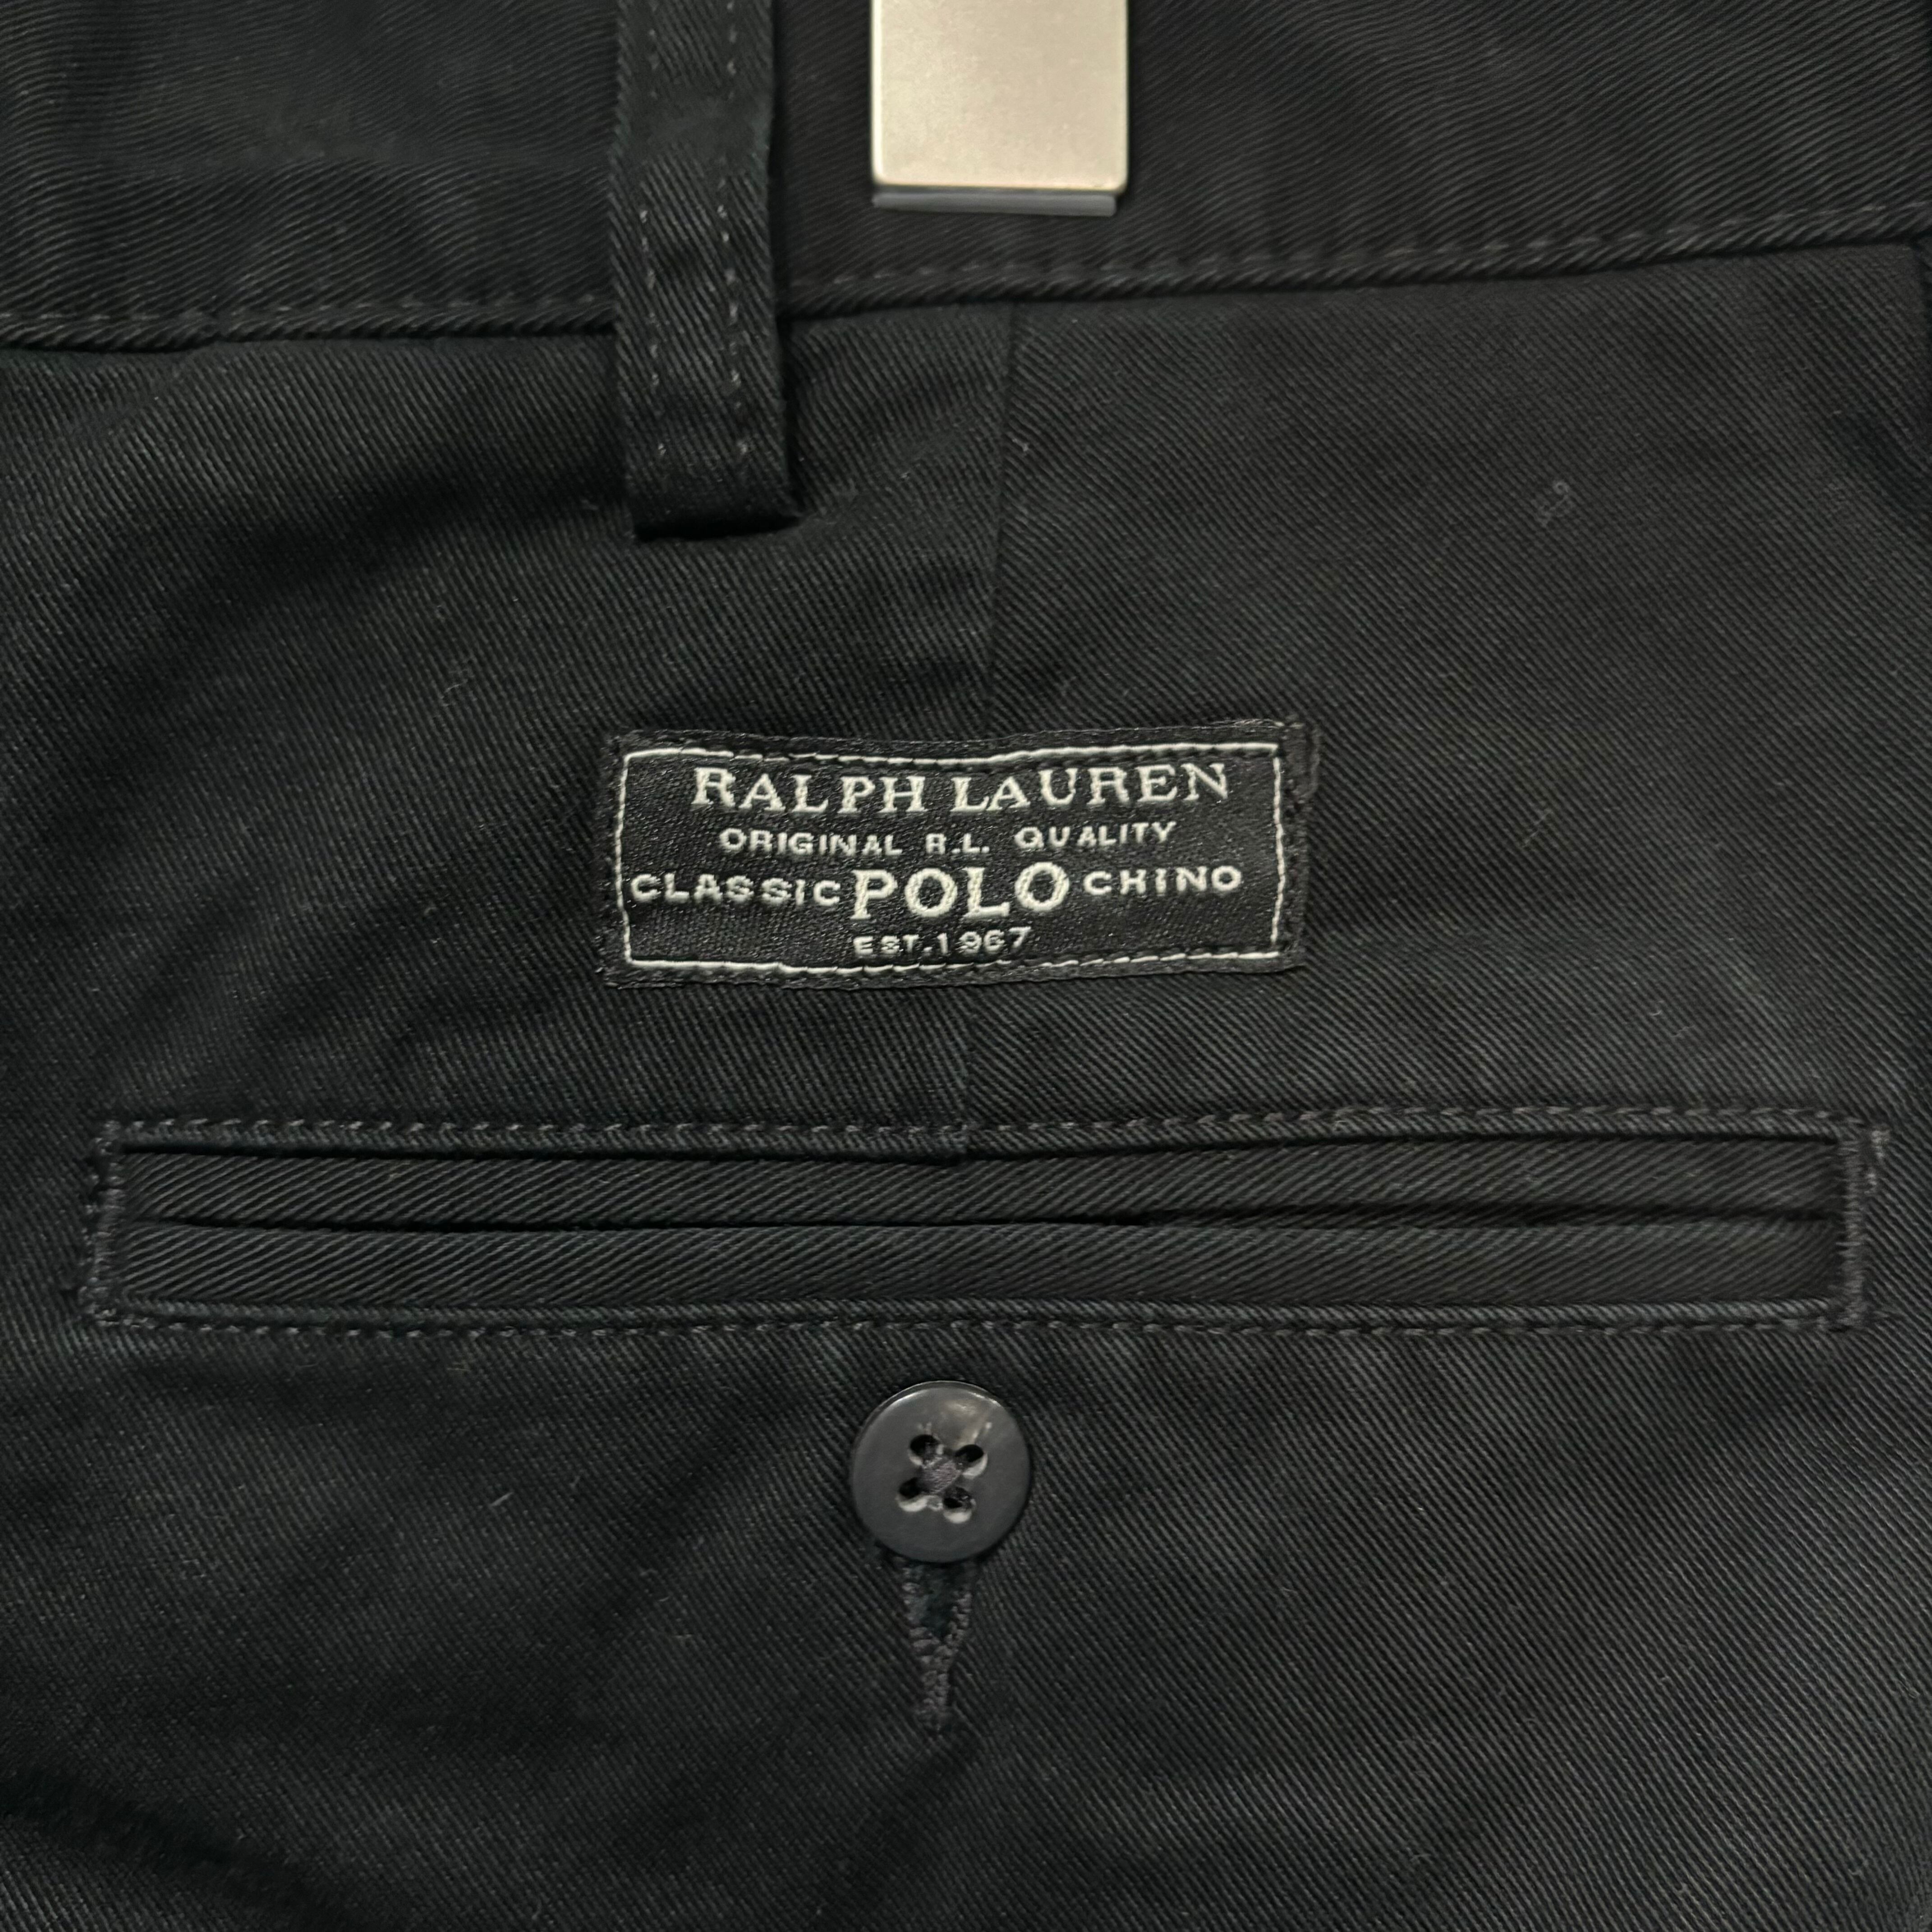 RALPH LAUREN
ORIGINAL R.L. QUALITY
CLASSIC POLO CHINO
EST.1967